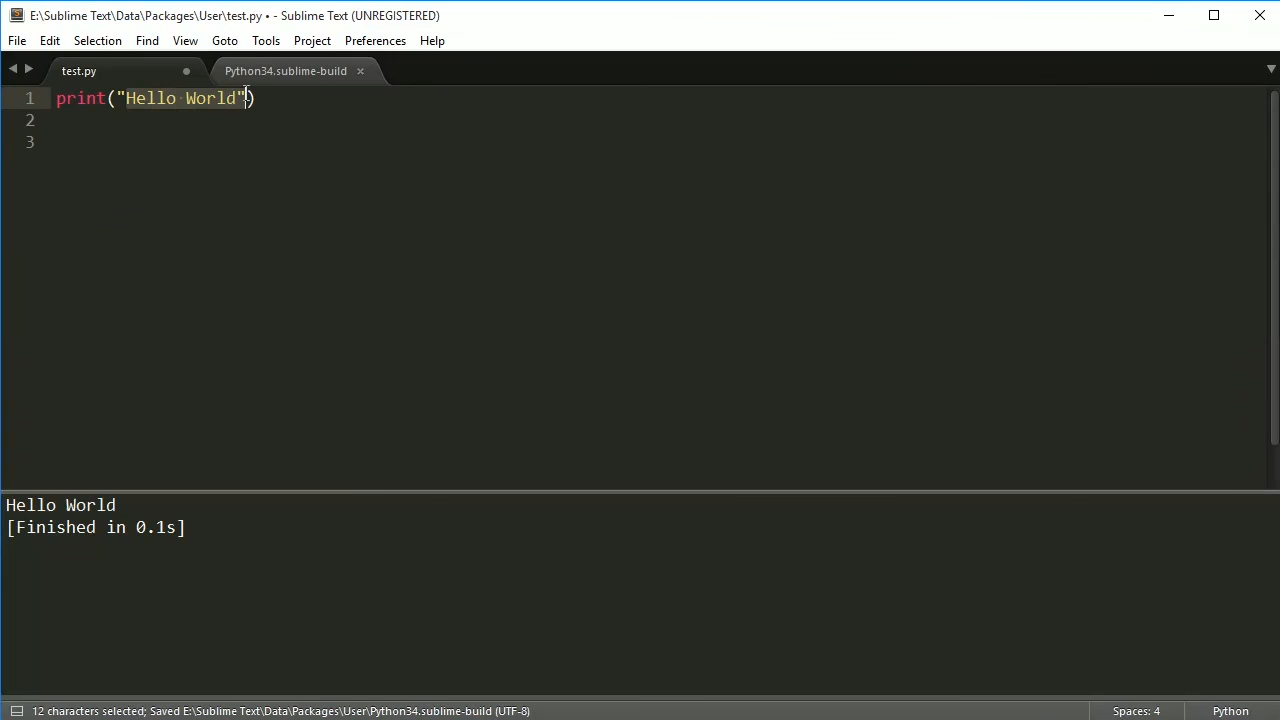 E:\Sublime Text\Data\Packages\User\test.py • - Sublime Text (UNREGISTERED)
File Edit Selection Find View Goto Tools Project Preferences Help
test.py Python34.sublime-build
1 print("Hello World")
2
3
Hello World
[Finished in 0.1s]
12 characters selected; Saved E:\Sublime Text\Data\Packages\User\Python34.sublime-build (UTF-8) Spaces: 4 Python